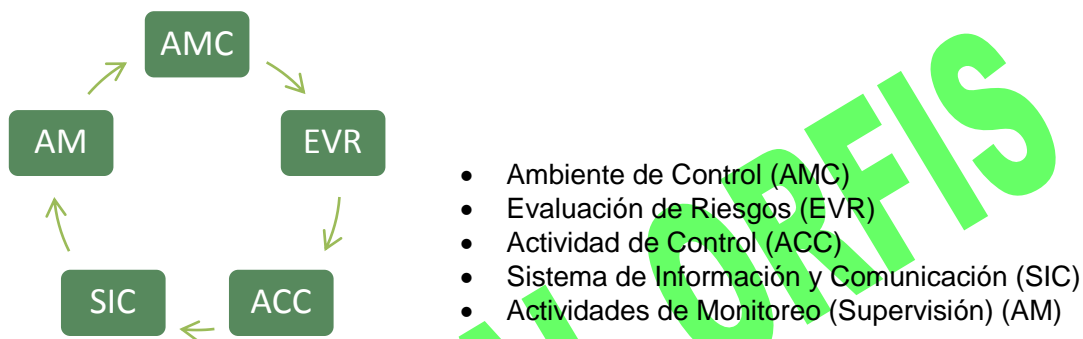 AMC
AM
EVR
SIC
ACC
• Ambiente de Control (AMC)
• Evaluación de Riesgos (EVR)
• Actividad de Control (ACC)
• Sistema de Información y Comunicación (SIC)
• Actividades de Monitoreo (Supervisión) (AM)
ORFIS